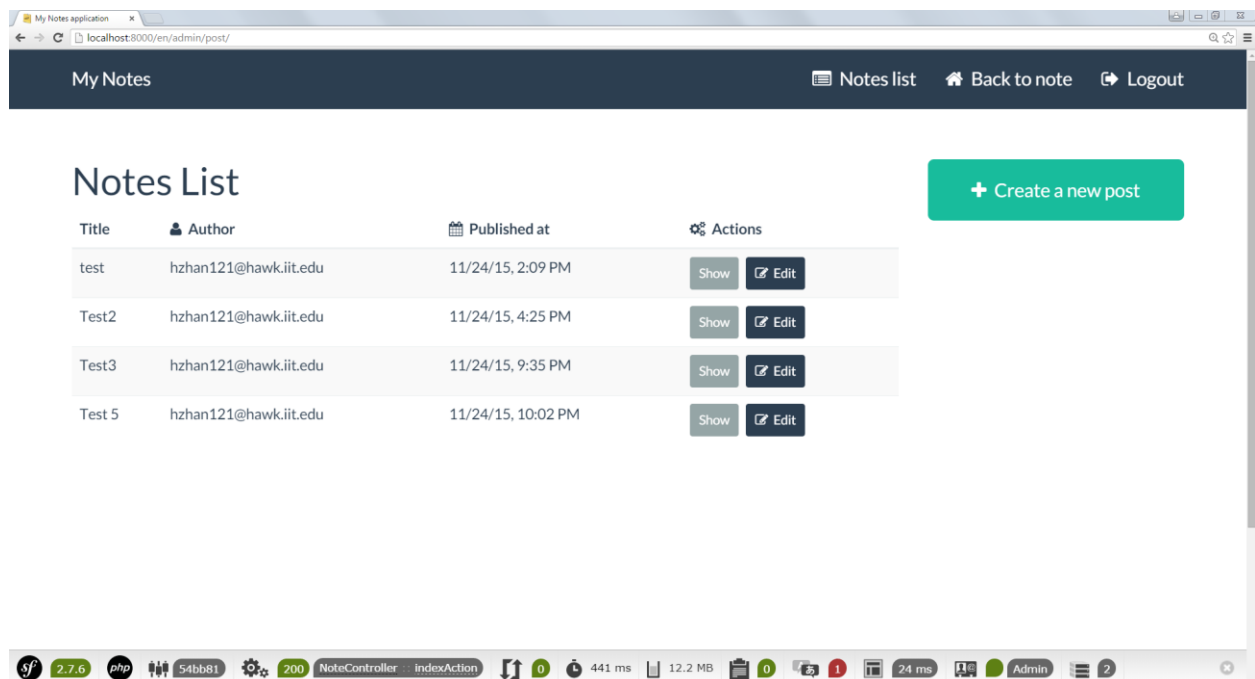 My Notes application
localhost:8000/en/admin/post/
My Notes Notes list Back to note Logout
Notes List
Create a new post
Title Author Published at Actions
test hzhan121@hawk.iit.edu 11/24/15, 2:09 PM Show Edit
Test2 hzhan121@hawk.iit.edu 11/24/15, 4:25 PM Show Edit
Test3 hzhan121@hawk.iit.edu 11/24/15, 9:35 PM Show Edit
Test 5 hzhan121@hawk.iit.edu 11/24/15, 10:02 PM Show Edit
sf 2.7.6 php 54bb81 200 NoteController :: indexAction 0 441 ms 12.2 MB 0 1 24 ms Admin 2